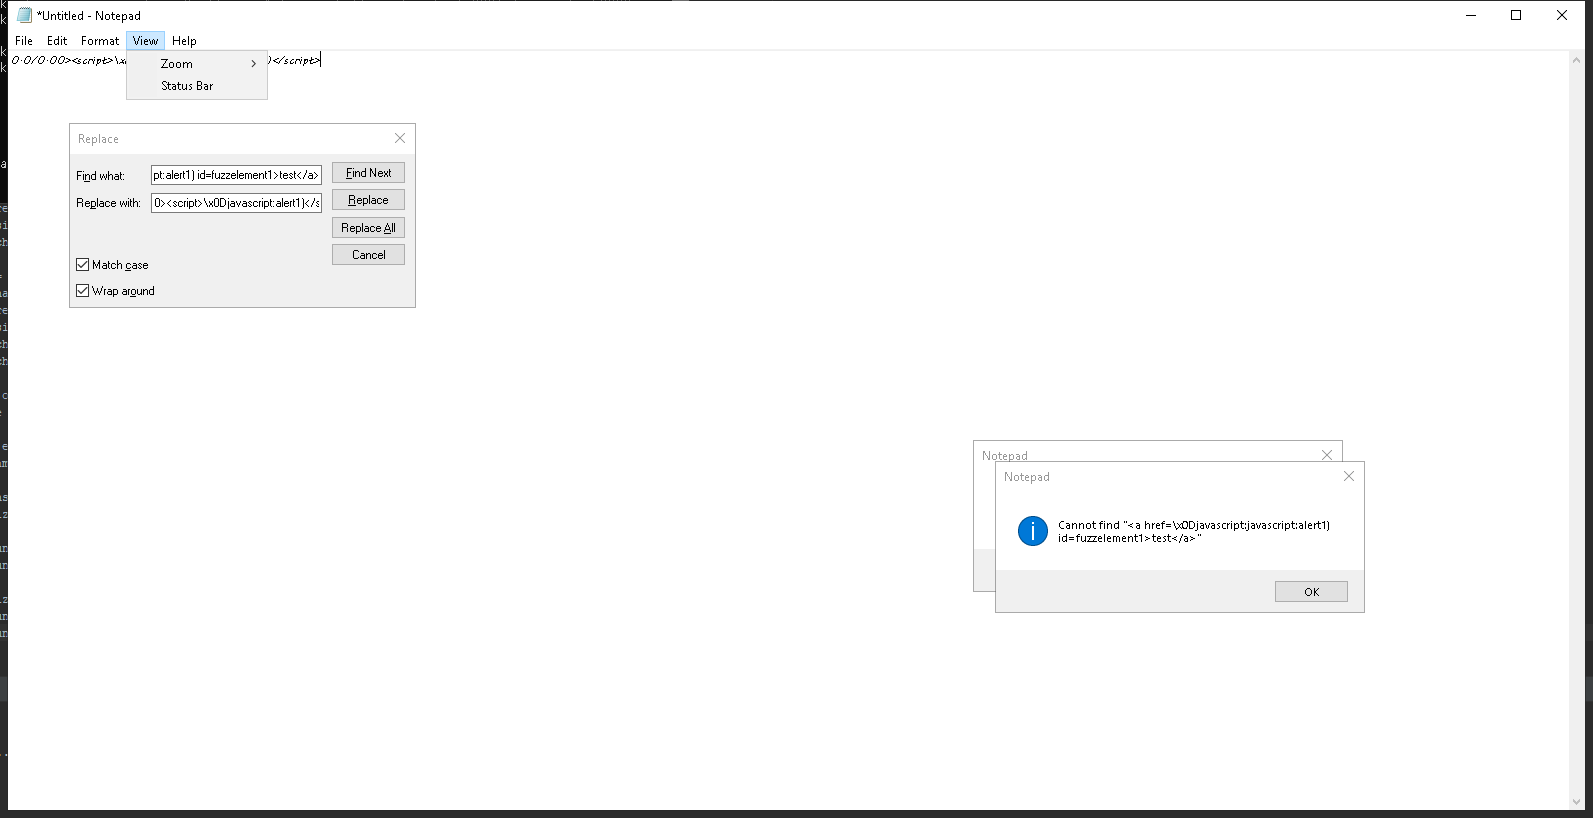 *Untitled - Notepad
File Edit Format View Help
0·0/0·00><script>\x )</script>
Zoom
Status Bar
Replace
Find what: pt:alert1) id=fuzzelement1>test</a> Find Next
Replace with: 0><script>\x0Djavascript:alert1)</s Replace
Replace All
Cancel
Match case
Wrap around
Notepad
Notepad
Cannot find "<a href=\x0Djavascript:javascript:alert1)
id=fuzzelement1>test</a>"
OK